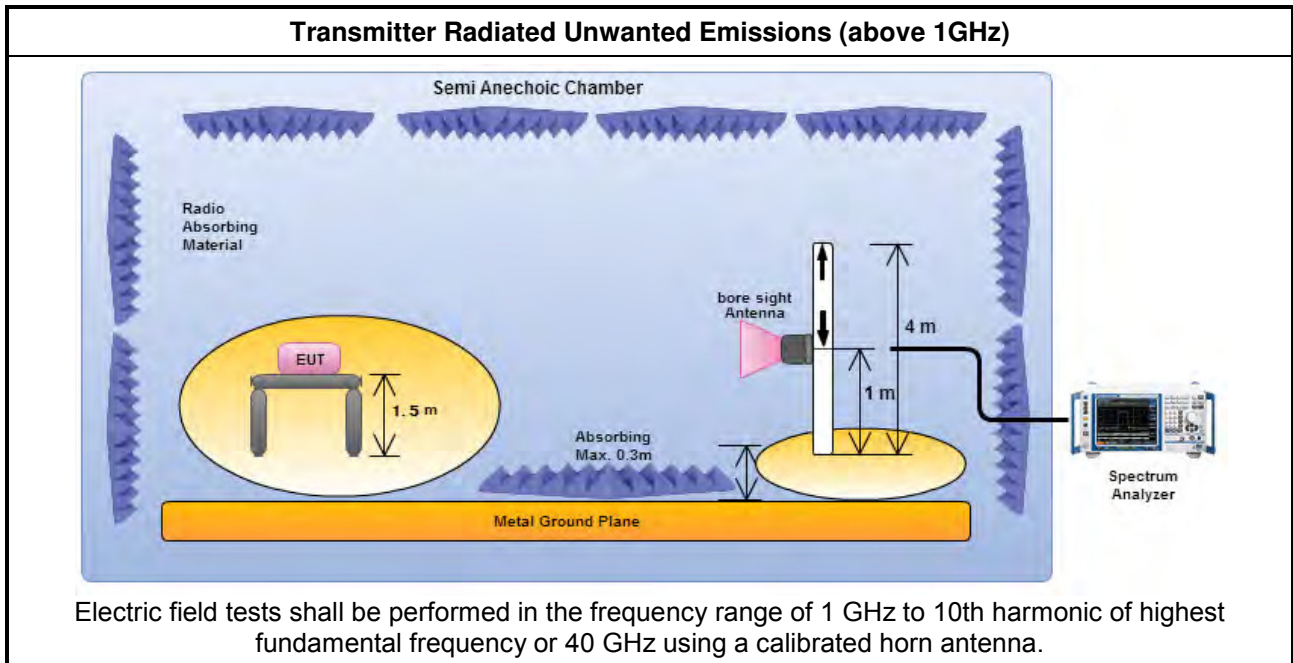 Transmitter Radiated Unwanted Emissions (above 1GHz)
Semi Anechoic Chamber
Radio
Absorbing
Material
bore sight
Antenna
4 m
EUT
1.5 m
1 m
Absorbing
Max. 0.3m
Spectrum
Analyzer
Metal Ground Plane
Electric field tests shall be performed in the frequency range of 1 GHz to 10th harmonic of highest
fundamental frequency or 40 GHz using a calibrated horn antenna.